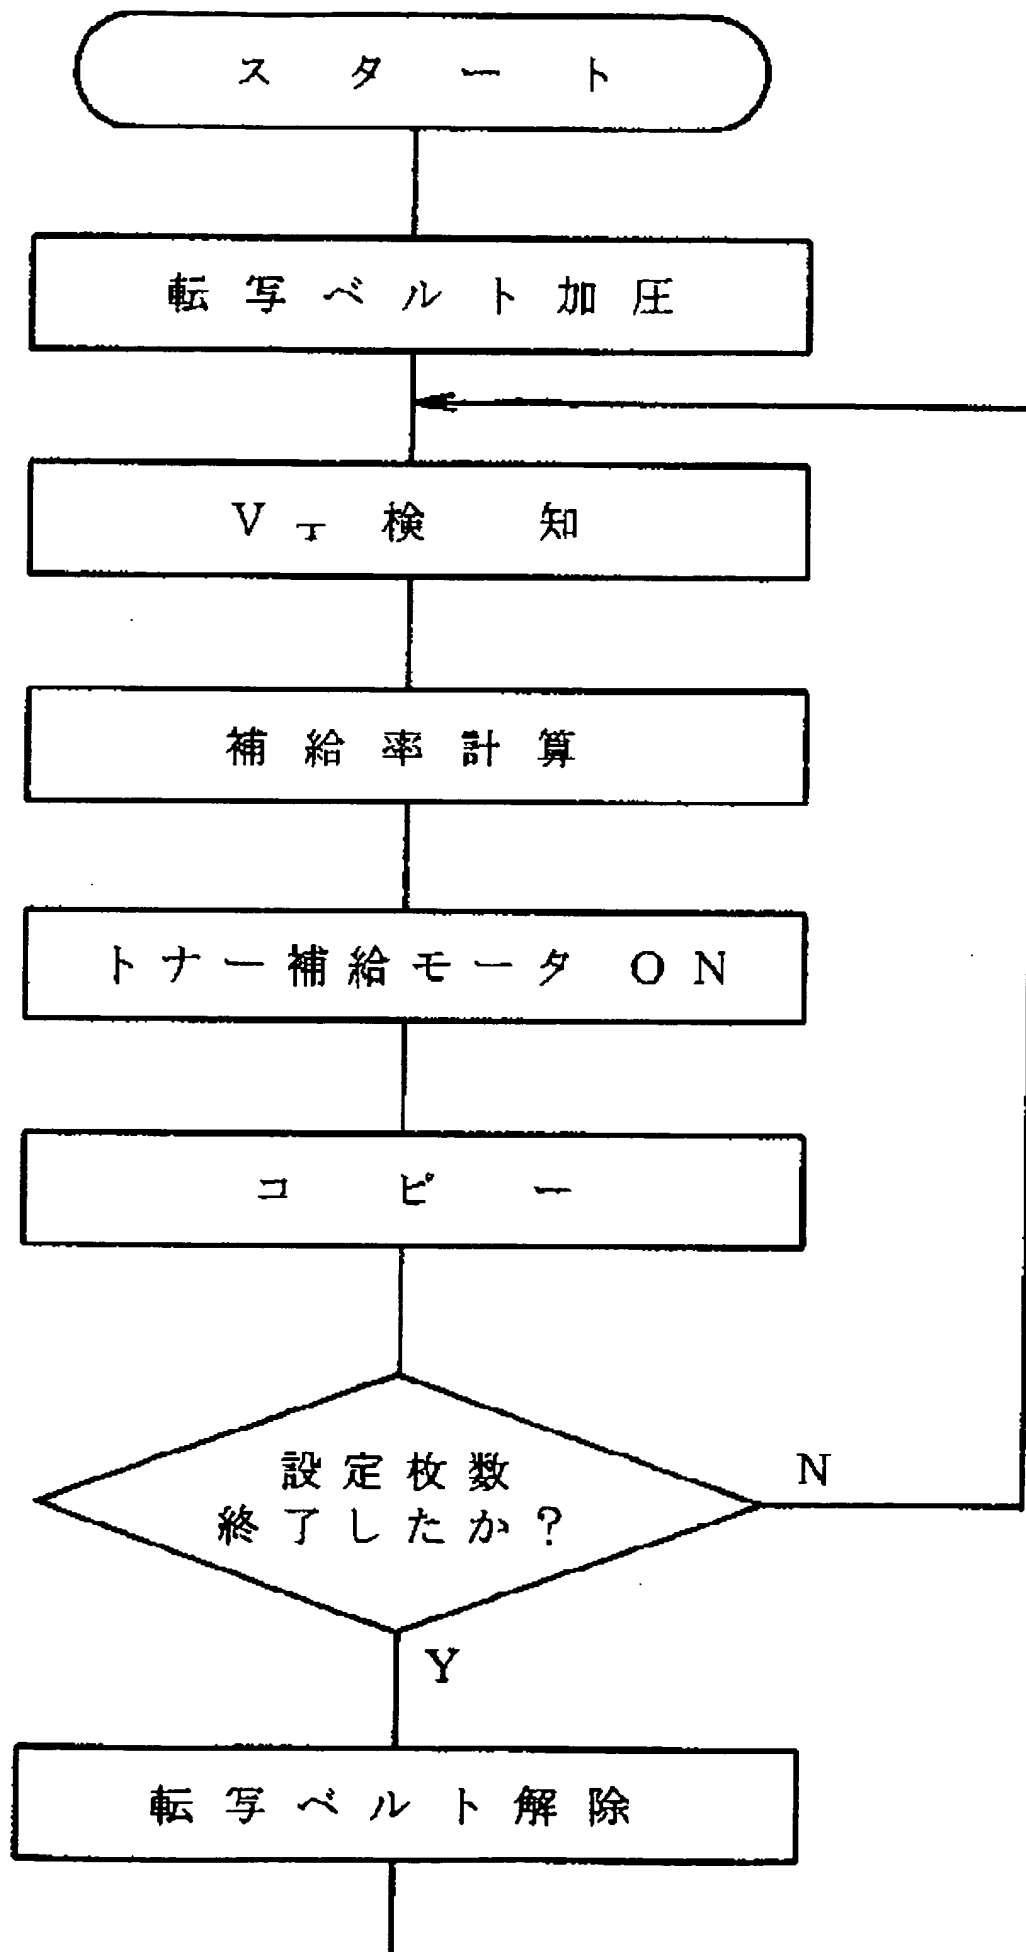 スタート
転写ベルト加圧
VT検知
補給率計算
トナー補給モータ ON
コピー
設定枚数
終了したか?
N
Y
転写ベルト解除